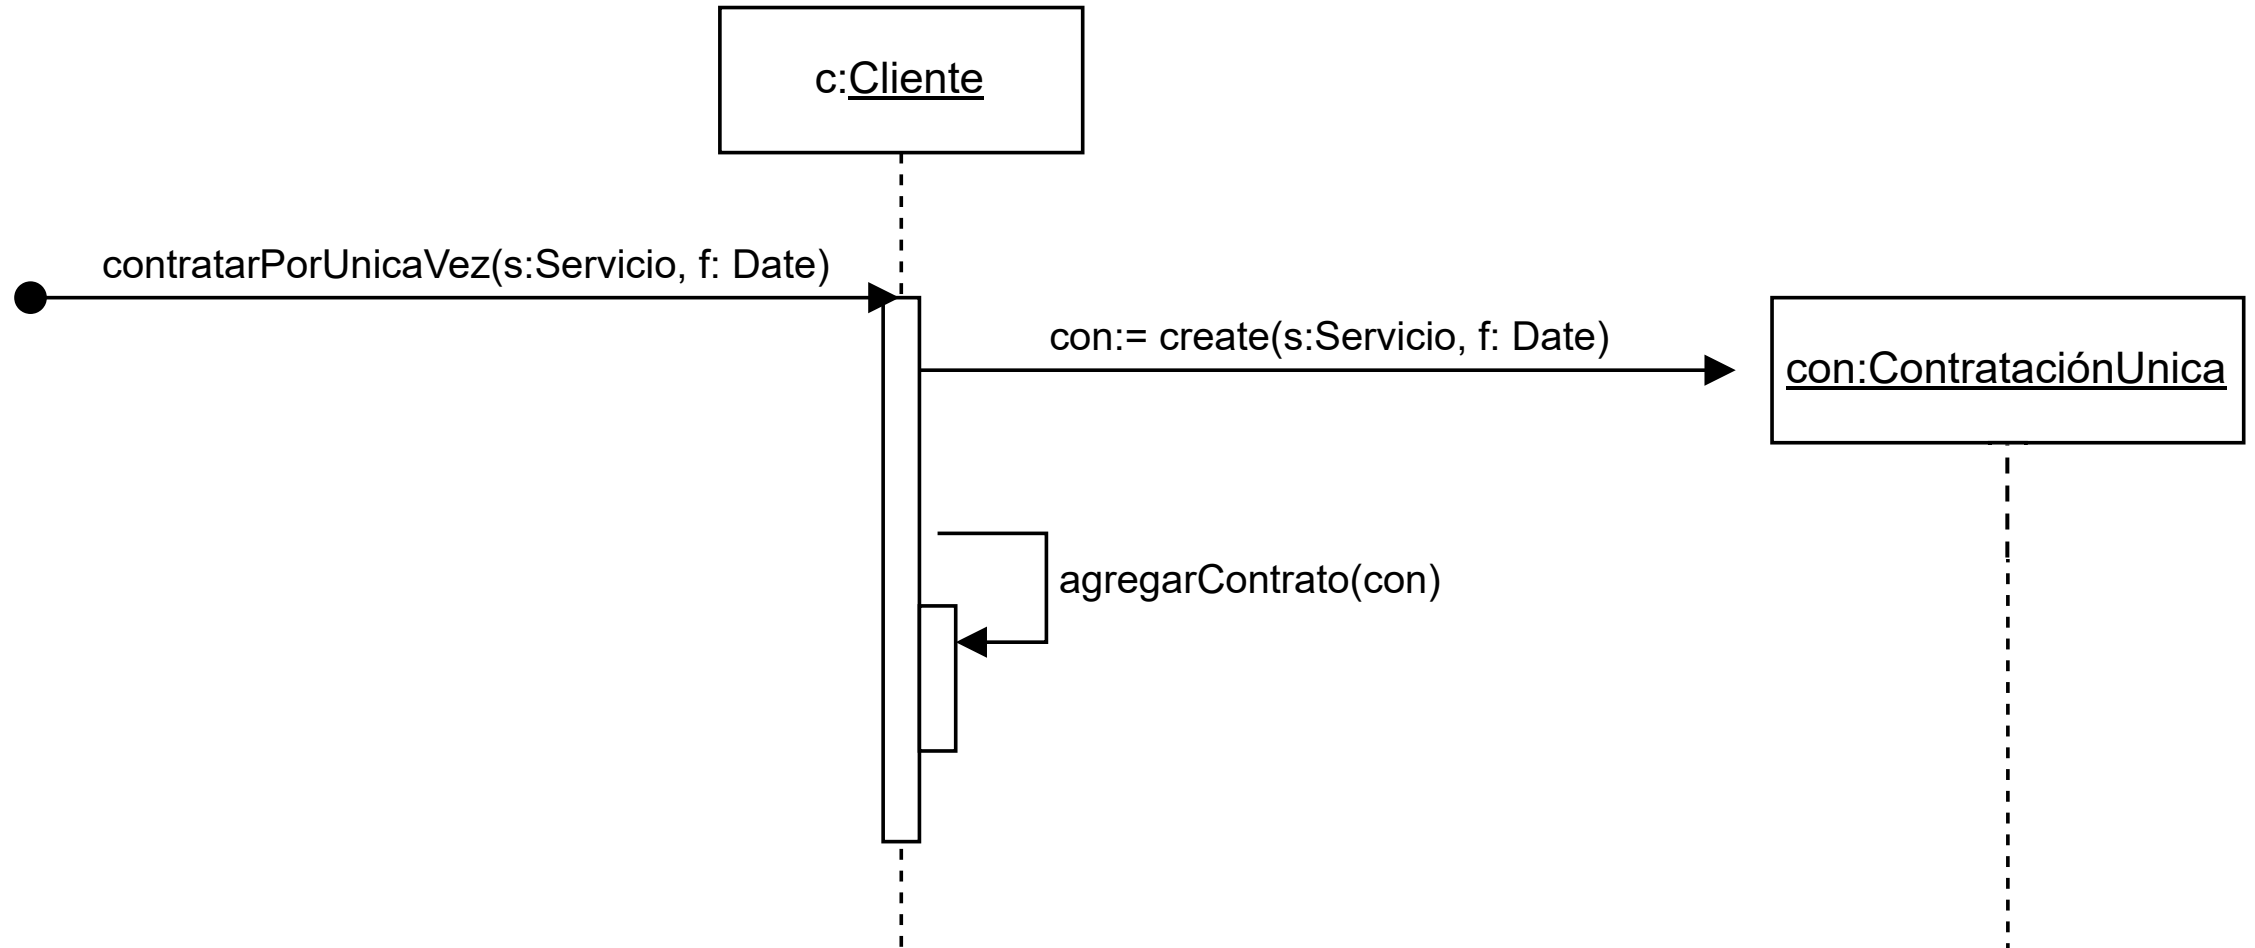 c:Cliente
contratarPorUnicaVez(s:Servicio, f: Date)
con:= create(s:Servicio, f: Date)
con:ContrataciónUnica
agregarContrato(con)